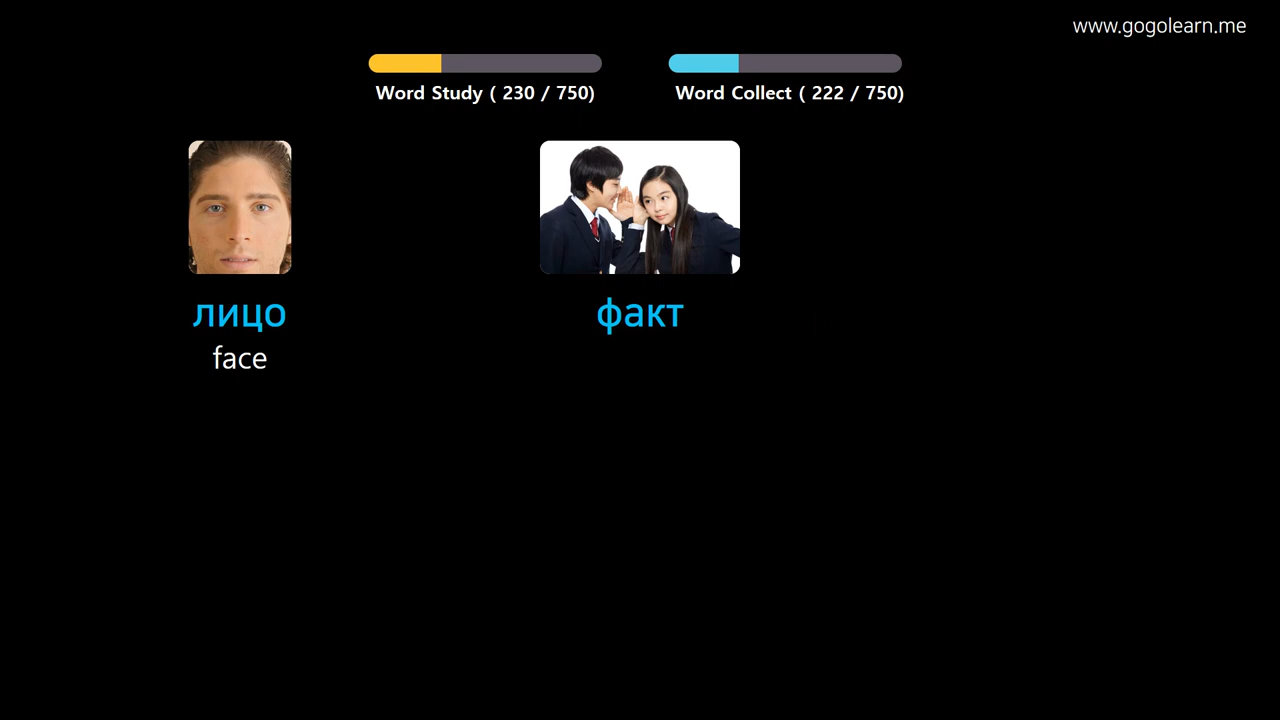 www.gogolearn.me
Word Study ( 230 / 750)
Word Collect ( 222 / 750)
лицо
факт
face